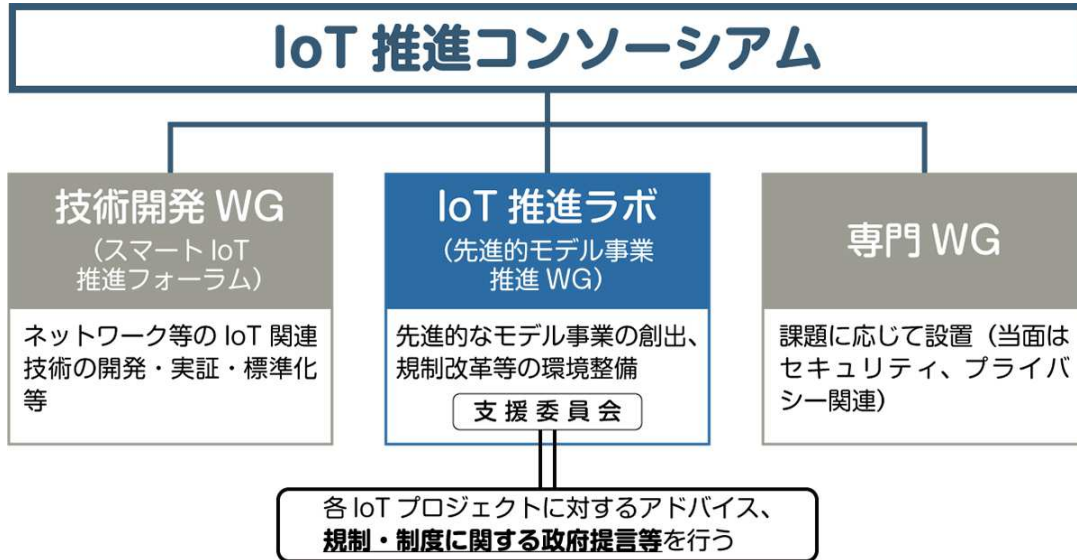 IoT 推進コンソーシアム
技術開発 WG
（スマート IoT
推進フォーラム）
ネットワーク等の IoT 関連
技術の開発・実証・標準化
等
IoT 推進ラボ
（先進的モデル事業
推進 WG）
先進的なモデル事業の創出、
規制改革等の環境整備
支援委員会
専門 WG
課題に応じて設置（当面は
セキュリティ、プライバ
シー関連）
各 IoT プロジェクトに対するアドバイス、
規制・制度に関する政府提言等を行う